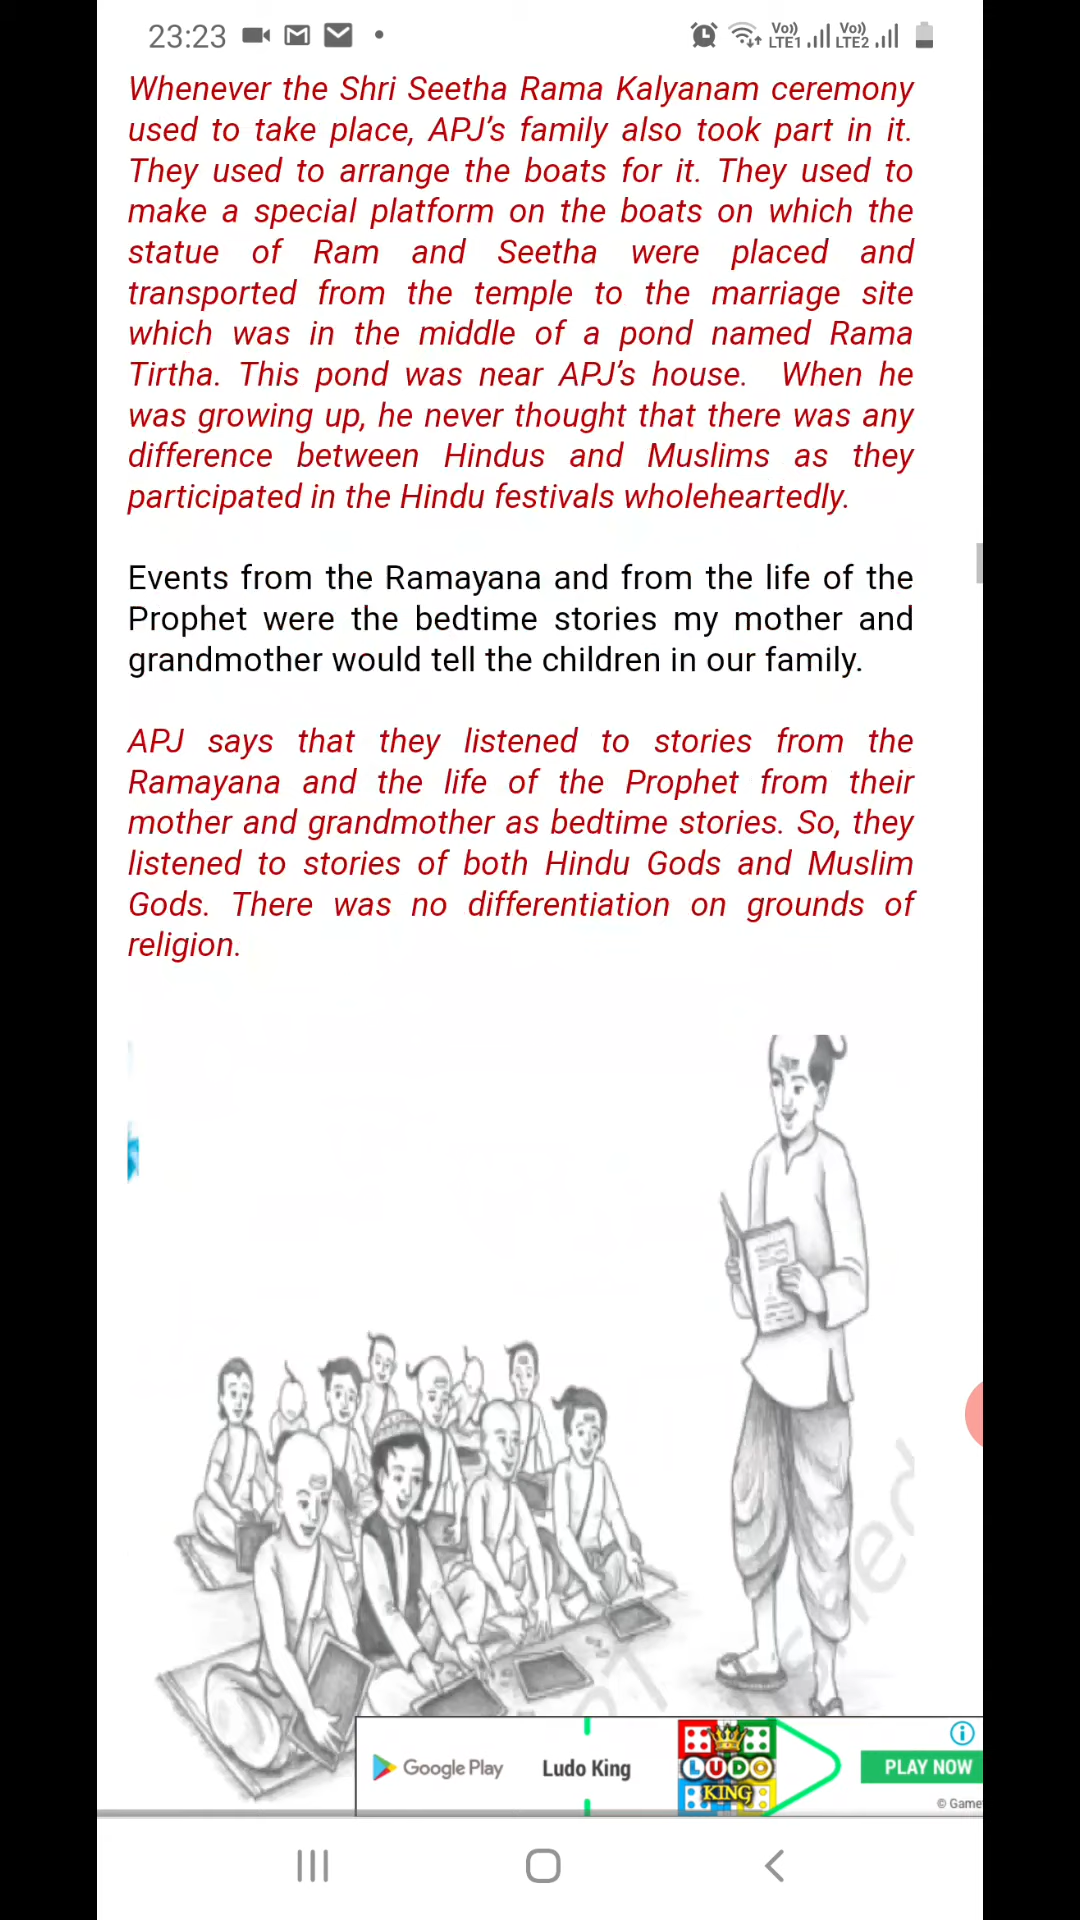 23:23
Vo)) LTE1 Vo)) LTE2
Whenever the Shri Seetha Rama Kalyanam ceremony
used to take place, APJ’s family also took part in it.
They used to arrange the boats for it. They used to
make a special platform on the boats on which the
statue of Ram and Seetha were placed and
transported from the temple to the marriage site
which was in the middle of a pond named Rama
Tirtha. This pond was near APJ’s house. When he
was growing up, he never thought that there was any
difference between Hindus and Muslims as they
participated in the Hindu festivals wholeheartedly.
Events from the Ramayana and from the life of the
Prophet were the bedtime stories my mother and
grandmother would tell the children in our family.
APJ says that they listened to stories from the
Ramayana and the life of the Prophet from their
mother and grandmother as bedtime stories. So, they
listened to stories of both Hindu Gods and Muslim
Gods. There was no differentiation on grounds of
religion.
Google Play
Ludo King
LUDO
KING
PLAY NOW
© Game